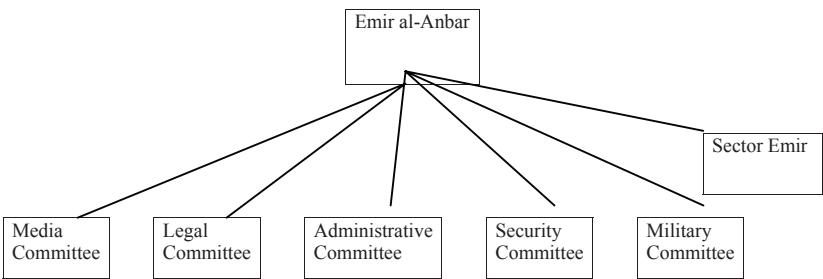 Emir al-Anbar
Sector Emir
Media
Committee
Legal
Committee
Administrative
Committee
Security
Committee
Military
Committee